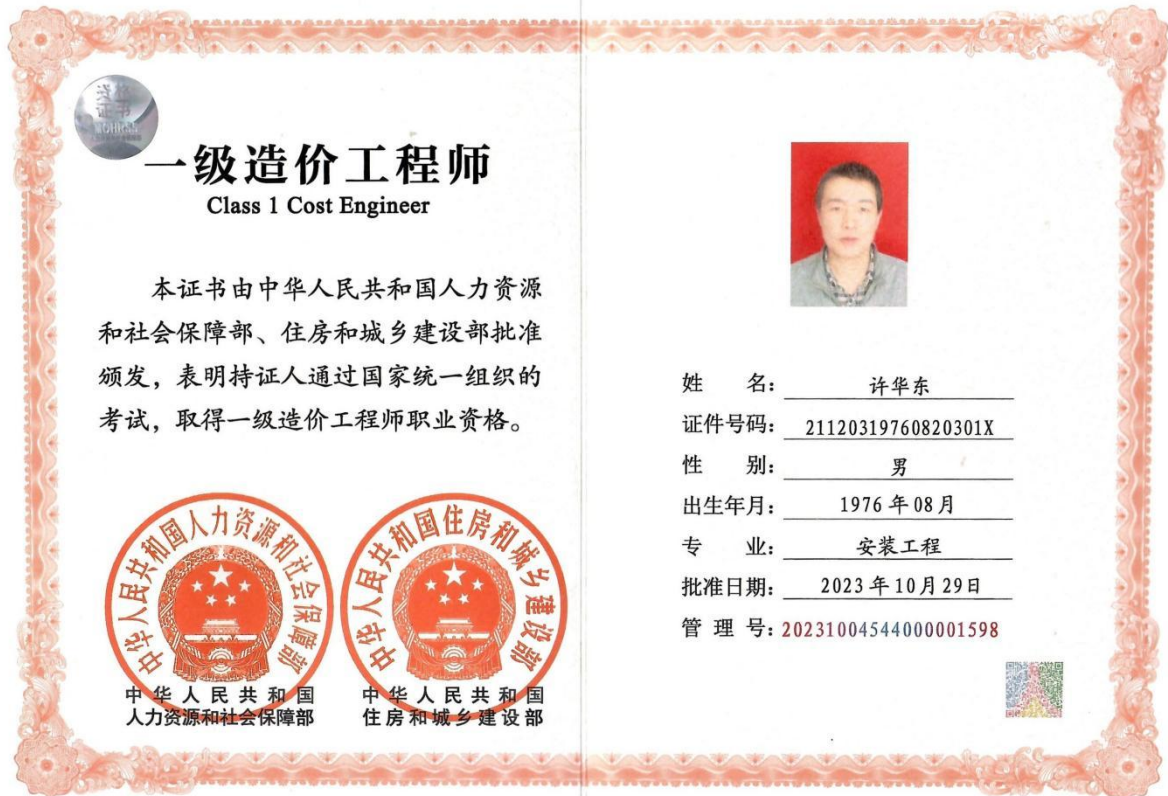 资格
证书
一级造价工程师
Class 1 Cost Engineer
本证书由中华人民共和国人力资源
和社会保障部、住房和城乡建设部批准
颁发，表明持证人通过国家统一组织的
考试，取得一级造价工程师职业资格。
中华人民共和国人力资源和社会保障部
中华人民共和国
人力资源和社会保障部
中华人民共和国住房和城乡建设部
中华人民共和国
住房和城乡建设部
姓 名： 许华东
证件号码： 21120319760820301X
性 别： 男
出生年月： 1976年08月
专 业： 安装工程
批准日期： 2023年10月29日
管 理 号： 20231004544000001598